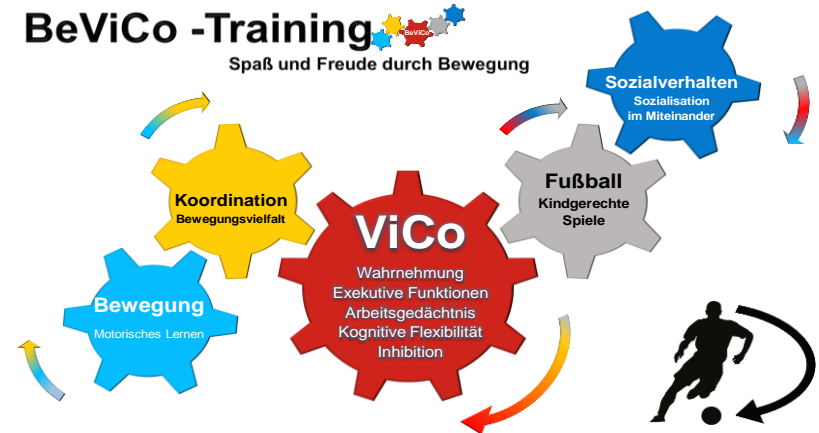 BeViCo -Training
BeViCo
Spaß und Freude durch Bewegung
Sozialverhalten
Sozialisation
im Miteinander
Fußball
Kindgerechte
Spiele
Koordination
Bewegungsvielfalt
ViCo
Wahrnehmung
Exekutive Funktionen
Arbeitsgedächtnis
Kognitive Flexibilität
Inhibition
Bewegung
Motorisches Lernen